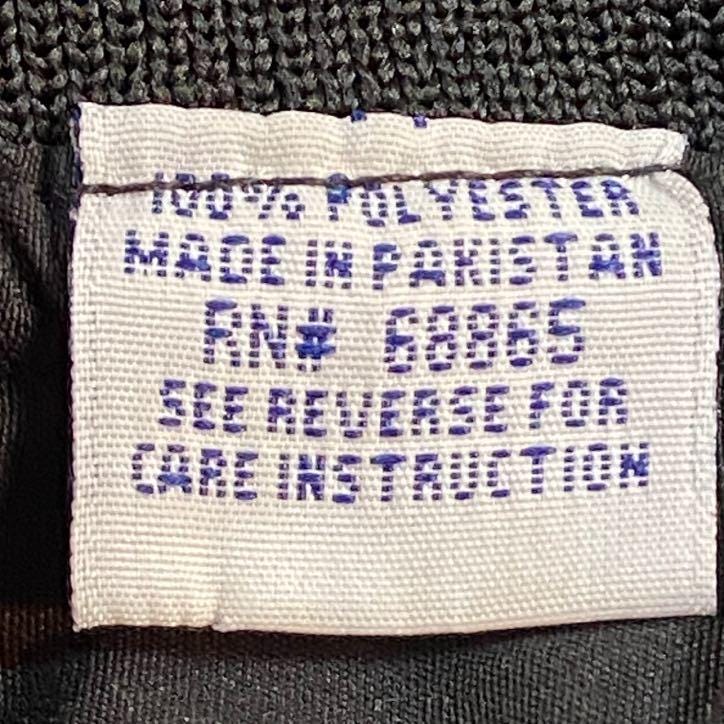 100% POLYESTER
MADE IN PAKISTAN
RN# 68865
SEE REVERSE FOR
CARE INSTRUCTION